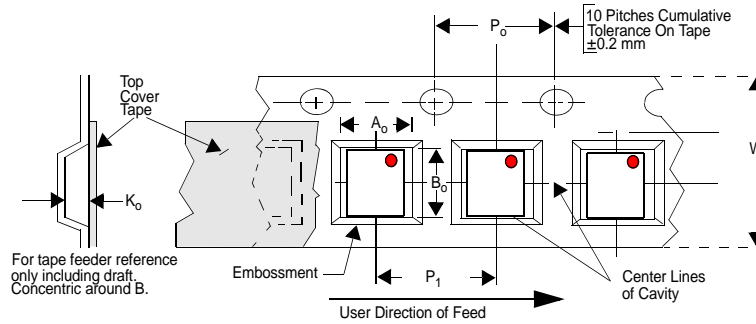 10 Pitches Cumulative
Tolerance On Tape
±0.2 mm
Po
Top
Cover
Tape
Ao
W
Bo
Ko
For tape feeder reference
only including draft.
Concentric around B.
Embossment
P1
Center Lines
of Cavity
User Direction of Feed